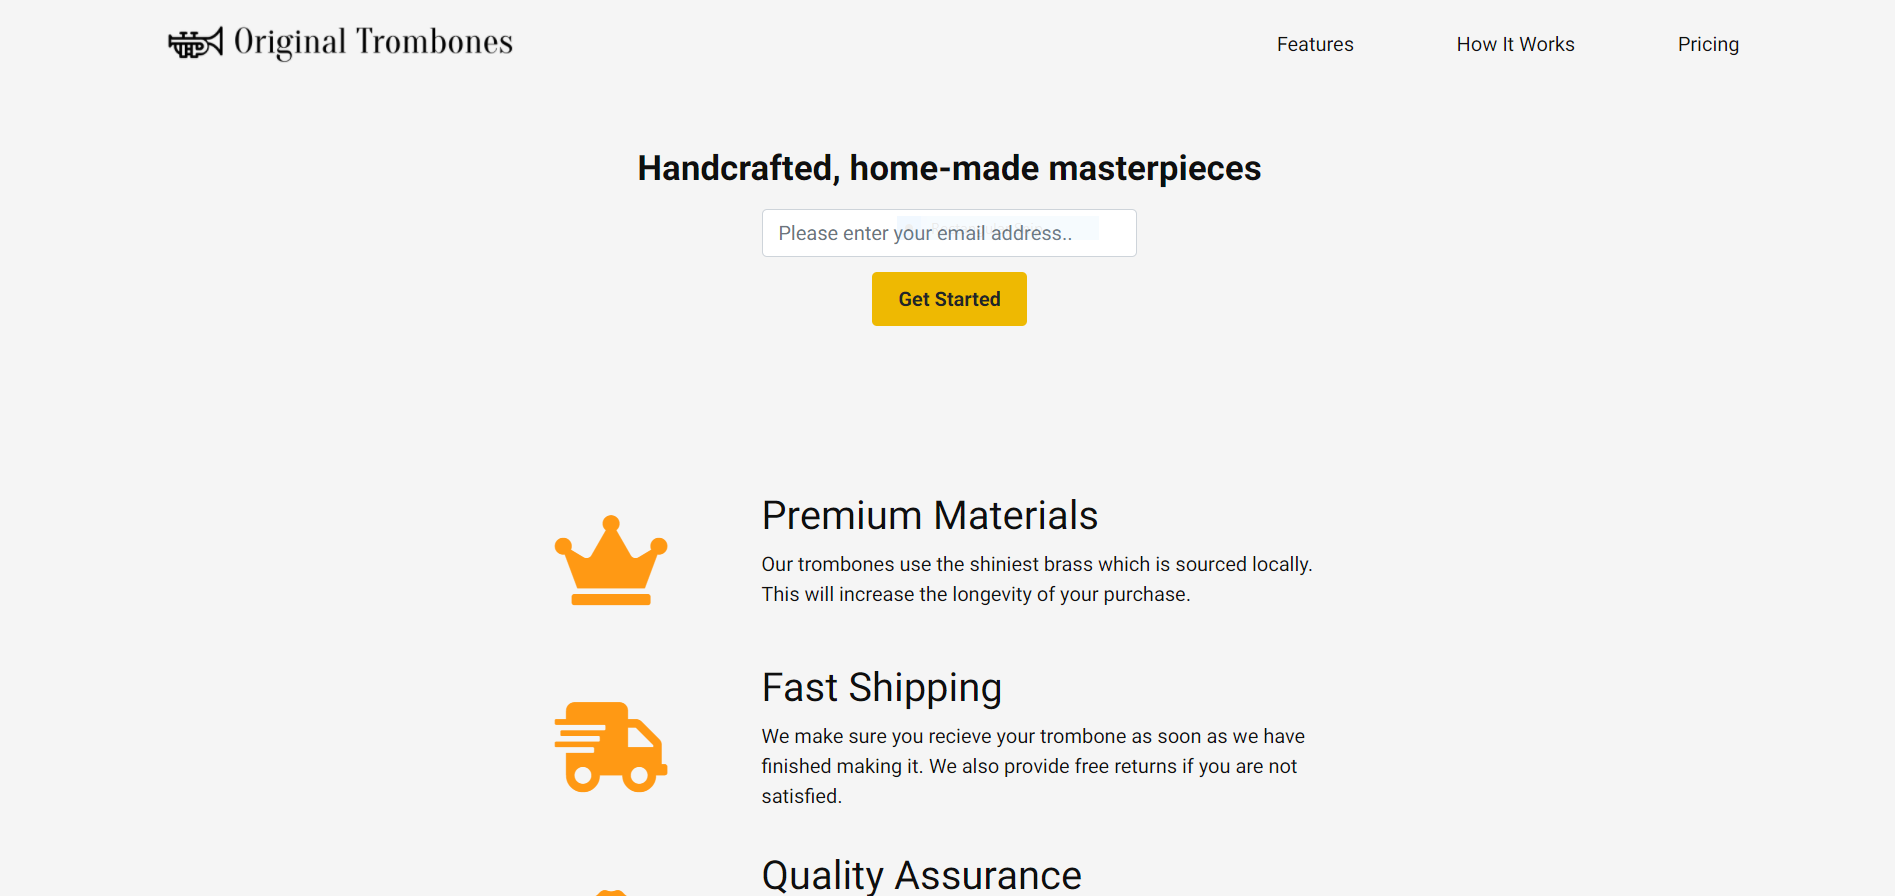 Original Trombones
Features
How It Works
Pricing
Handcrafted, home-made masterpieces
Please enter your email address..
Get Started
Premium Materials
Our trombones use the shiniest brass which is sourced locally.
This will increase the longevity of your purchase.
Fast Shipping
We make sure you recieve your trombone as soon as we have
finished making it. We also provide free returns if you are not
satisfied.
Quality Assurance